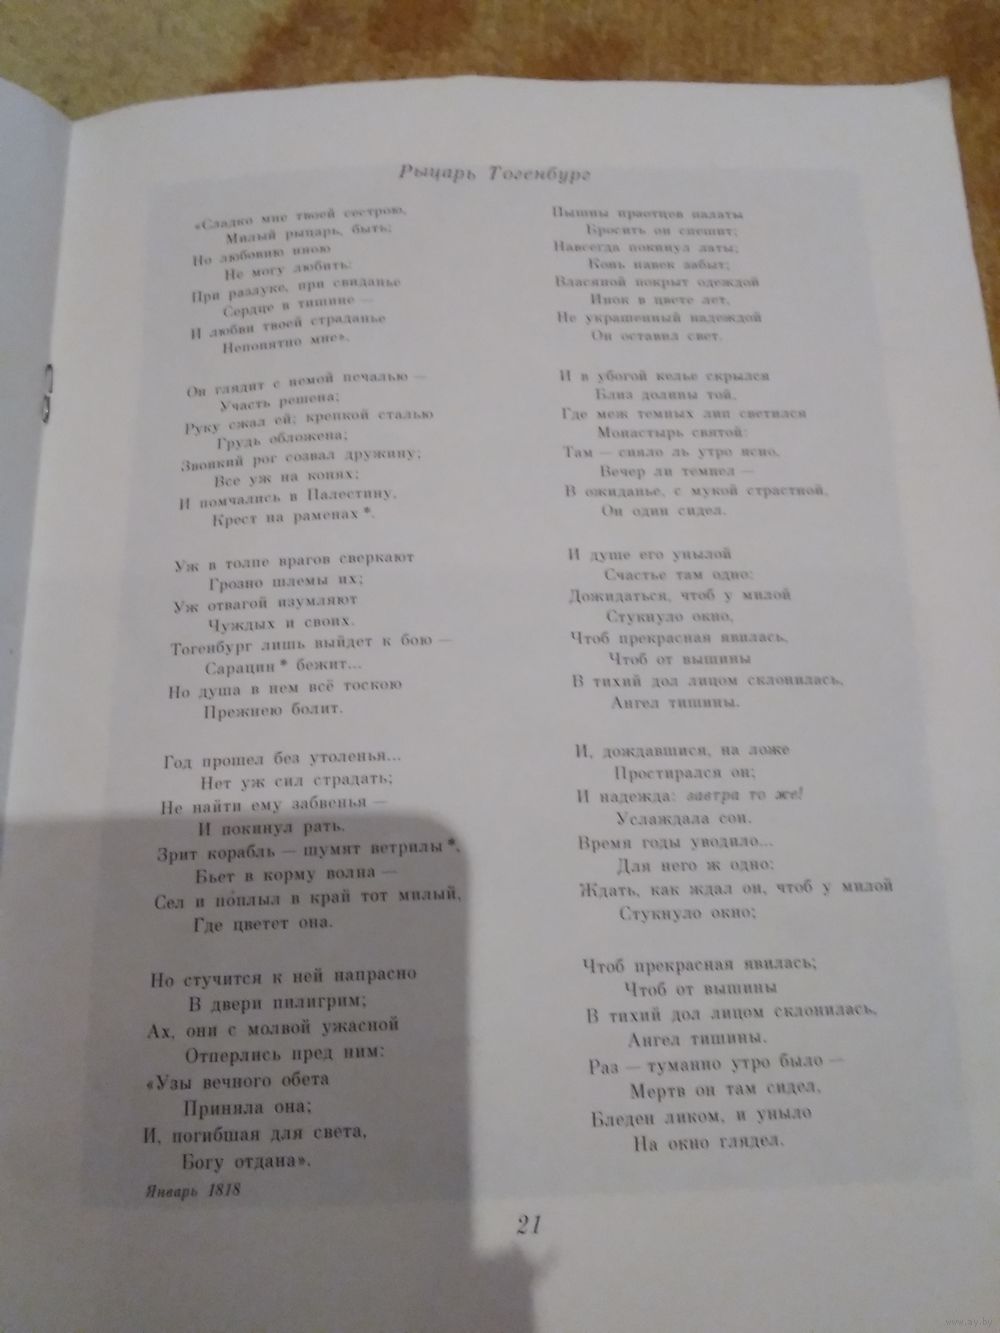 Рыцарь Тогенбург
«Сладко мне твоей сестрою,
Милый рыцарь, быть;
Но любовию иною
Не могу любить:
При разлуке, при свиданье
Сердце в тишине —
И любви твоей страданье
Непонятно мне».
Он глядит с немой печалью —
Участь решена;
Руку сжал ей; крепкой сталью
Грудь обложена;
Звонкий рог созвал дружину;
Все уж на конях;
И помчались в Палестину,
Крест на раменах*.
Уж в толпе врагов сверкают
Грозно шлемы их;
Уж отвагой изумляют
Чуждых и своих.
Тогенбург лишь выйдет к бою —
Сарацин* бежит...
Но душа в нем всё тоскою
Прежнею болит.
Год прошел без утоленья...
Нет уж сил страдать;
Не найти ему забвенья —
И покинул рать.
Зрит корабль — шумят ветрилы*,
Бьет в корму волна —
Сел и по́плыл в край тот милый,
Где цветет она.
Но стучится к ней напрасно
В двери пилигрим;
Ах, они с молвой ужасной
Отперлись пред ним:
«Узы вечного обета
Приняла она;
И, погибшая для света,
Богу отдана».
Январь 1818
Пышны праотцев палаты
Бросить он спешит;
Навсегда покинул латы;
Конь навек забыт;
Власяной покрыт одеждой
Инок в цвете лет,
Не украшенный надеждой
Он оставил свет.
И в убогой келье скрылся
Близ долины той,
Где меж темных лип светился
Монастырь святой:
Там — сияло ль утро ясно,
Вечер ли темнел —
В ожиданье, с мукой страстной,
Он один сидел.
И душе его унылой
Счастье там одно:
Дожидаться, чтоб у милой
Стукнуло окно,
Чтоб прекрасная явилась,
Чтоб от вышины
В тихий дол лицом склонилась,
Ангел тишины.
И, дождавшися, на ложе
Простирался он;
И надежда: завтра то же!
Услаждала сон.
Время годы уводило...
Для него ж одно:
Ждать, как ждал он, чтоб у милой
Стукнуло окно;
Чтоб прекрасная явилась;
Чтоб от вышины
В тихий дол лицом склонилась,
Ангел тишины.
Раз — туманно утро было —
Мертв он там сидел,
Бледен ликом, и уныло
На окно глядел.
21
www.ay.by